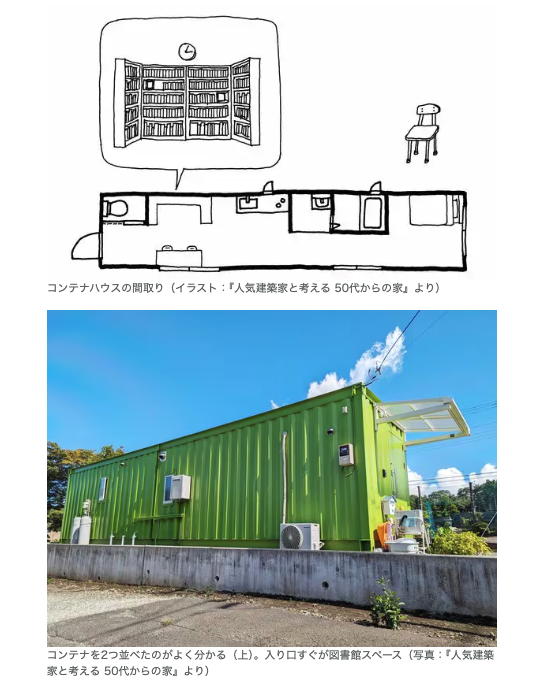 コンテナハウスの間取り（イラスト：『人気建築家と考える 50代からの家』より）
コンテナを2つ並べたのがよく分かる（上）。入り口すぐが図書館スペース（写真：『人気建築
家と考える 50代からの家』より）